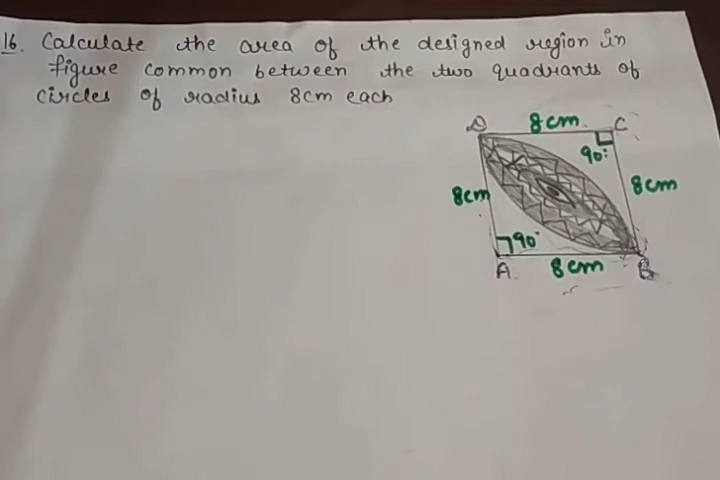 16. Calculate the area of the designed region in
figure common between the two quadrants of
circles of radius 8cm each
D 8cm C
90°
8cm 8cm
90°
A 8cm B